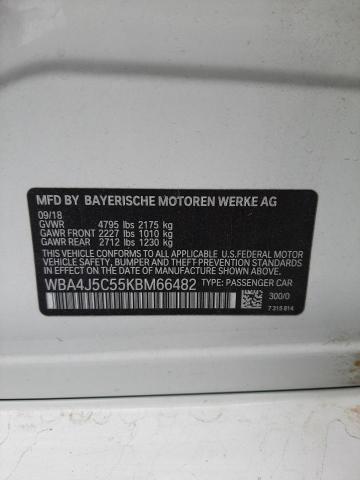 MFD BY BAYERISCHE MOTOREN WERKE AG
09/18
GVWR 4795 lbs 2175 kg
GAWR FRONT 2227 lbs 1010 kg
GAWR REAR 2712 lbs 1230 kg
THIS VEHICLE CONFORMS TO ALL APPLICABLE U.S.FEDERAL MOTOR
VEHICLE SAFETY, BUMPER, AND THEFT PREVENTION STANDARDS
IN EFFECT ON THE DATE OF MANUFACTURE SHOWN ABOVE.
WBA4J5C55KBM66482 TYPE: PASSENGER CAR
300/0
7 315 814